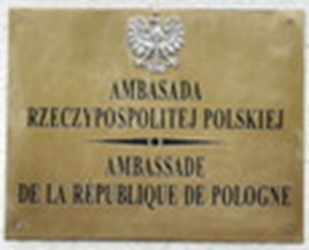 AMBASADA
RZECZYPOSPOLITEJ POLSKIEJ
AMBASSADE
DE LA RÉPUBLIQUE DE POLOGNE